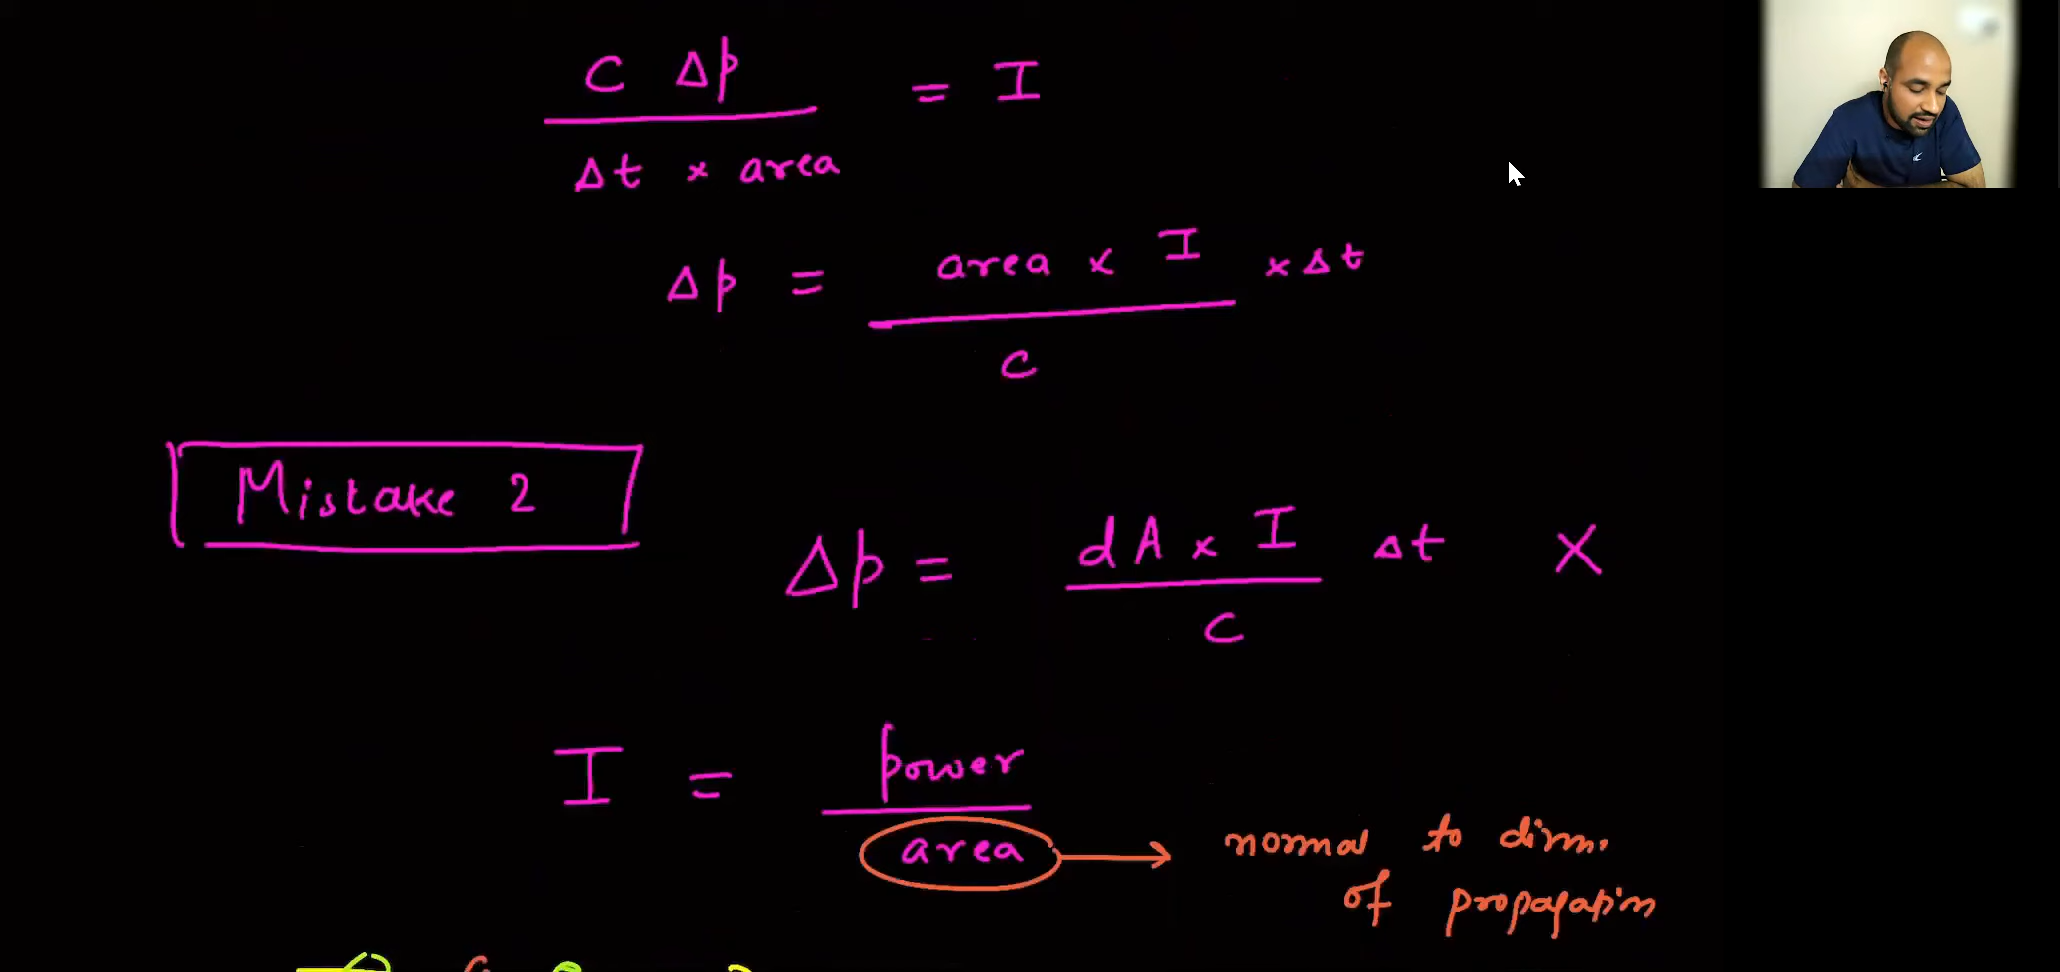 C Δp
Δt × area
= I
Δp = area × I × Δt
C
Mistake 2
Δp = dA × I Δt X
C
I = power
area → normal to dirn.
of propagation